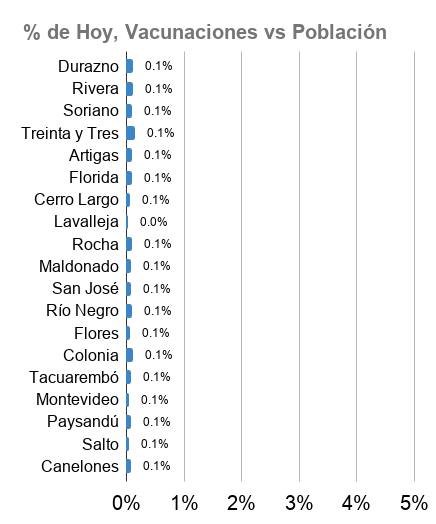 % de Hoy, Vacunaciones vs Población
Durazno 0.1%
Rivera 0.1%
Soriano 0.1%
Treinta y Tres 0.1%
Artigas 0.1%
Florida 0.1%
Cerro Largo 0.1%
Lavalleja 0.0%
Rocha 0.1%
Maldonado 0.1%
San José 0.1%
Río Negro 0.1%
Flores 0.1%
Colonia 0.1%
Tacuarembó 0.1%
Montevideo 0.1%
Paysandú 0.1%
Salto 0.1%
Canelones 0.1%
0% 1% 2% 3% 4% 5%